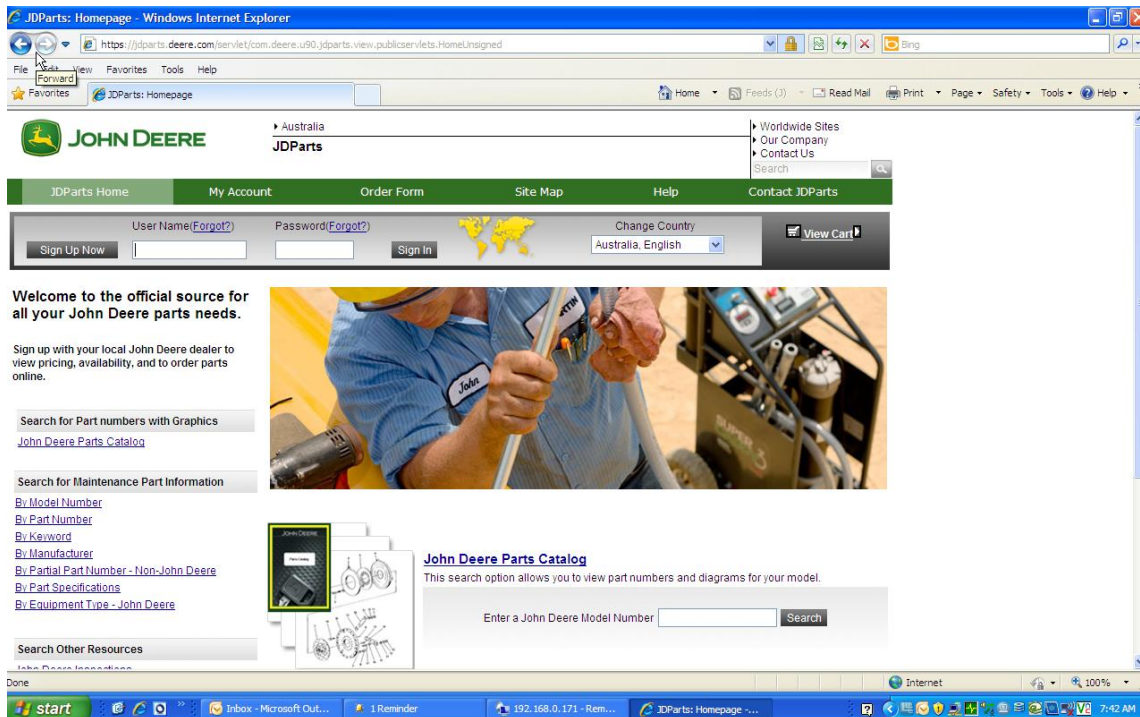 JDParts: Homepage - Windows Internet Explorer
https://jdparts.deere.com/servlet/com.deere.u90.jdparts.view.publicservlets.HomeUnsigned
Bing
File Edit View Favorites Tools Help
Forward
Favorites JDParts: Homepage Home Feeds (J) Read Mail Print Page Safety Tools Help
JOHN DEERE
Australia
JDParts
Worldwide Sites
Our Company
Contact Us
Search
JDParts Home My Account Order Form Site Map Help Contact JDParts
User Name(Forgot?) Password(Forgot?) Change Country
Sign Up Now Sign In Australia, English View Cart
Welcome to the official source for
all your John Deere parts needs.
Sign up with your local John Deere dealer to
view pricing, availability, and to order parts
online.
Search for Part numbers with Graphics
John Deere Parts Catalog
Search for Maintenance Part Information
By Model Number
By Part Number
By Keyword
By Manufacturer
By Partial Part Number - Non-John Deere
By Part Specifications
By Equipment Type - John Deere
Search Other Resources
John Deere Inspections
John
MARTIN
SUPER
3
JOHN DEERE
Parts Catalog
John Deere Parts Catalog
This search option allows you to view part numbers and diagrams for your model.
Enter a John Deere Model Number Search
Done Internet 100%
start Inbox - Microsoft Out... 1 Reminder 192.168.0.171 - Rem... JDParts: Homepage -... 7:42 AM